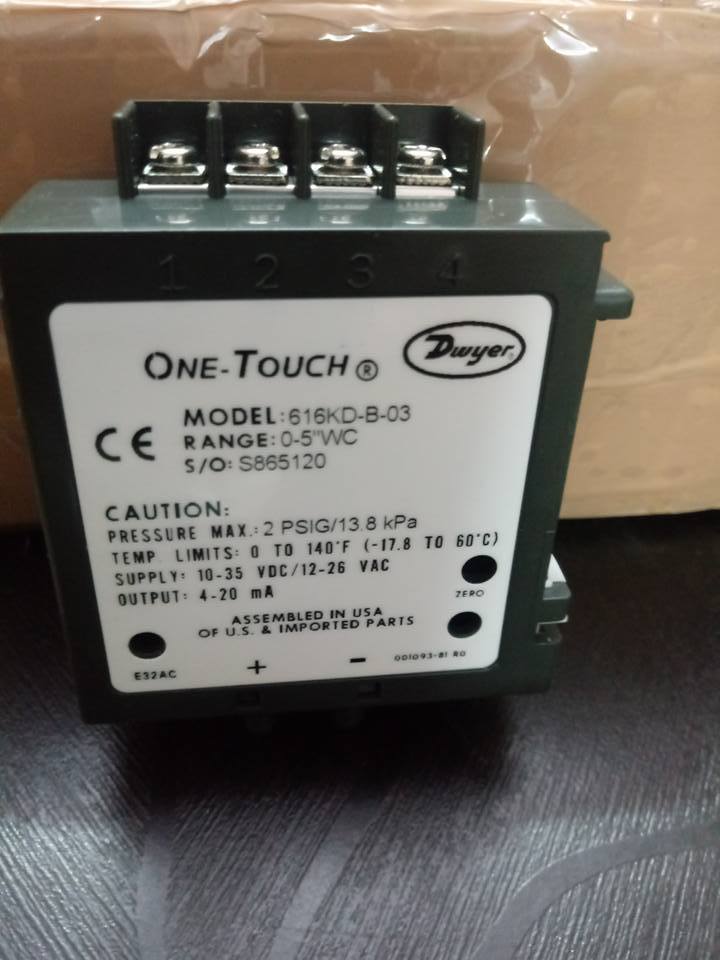 1 2 3 4
ONE-TOUCH ® Dwyer®
CE
MODEL: 616KD-B-03
RANGE: 0-5"WC
S/O: S865120
CAUTION:
PRESSURE MAX.: 2 PSIG/13.8 kPa
TEMP LIMITS: 0 TO 140°F (-17.8 TO 60°C)
SUPPLY: 10-35 VDC/12-26 VAC
OUTPUT: 4-20 mA
ZERO
ASSEMBLED IN USA
OF U.S. & IMPORTED PARTS
E32AC + - 001093-81 R0